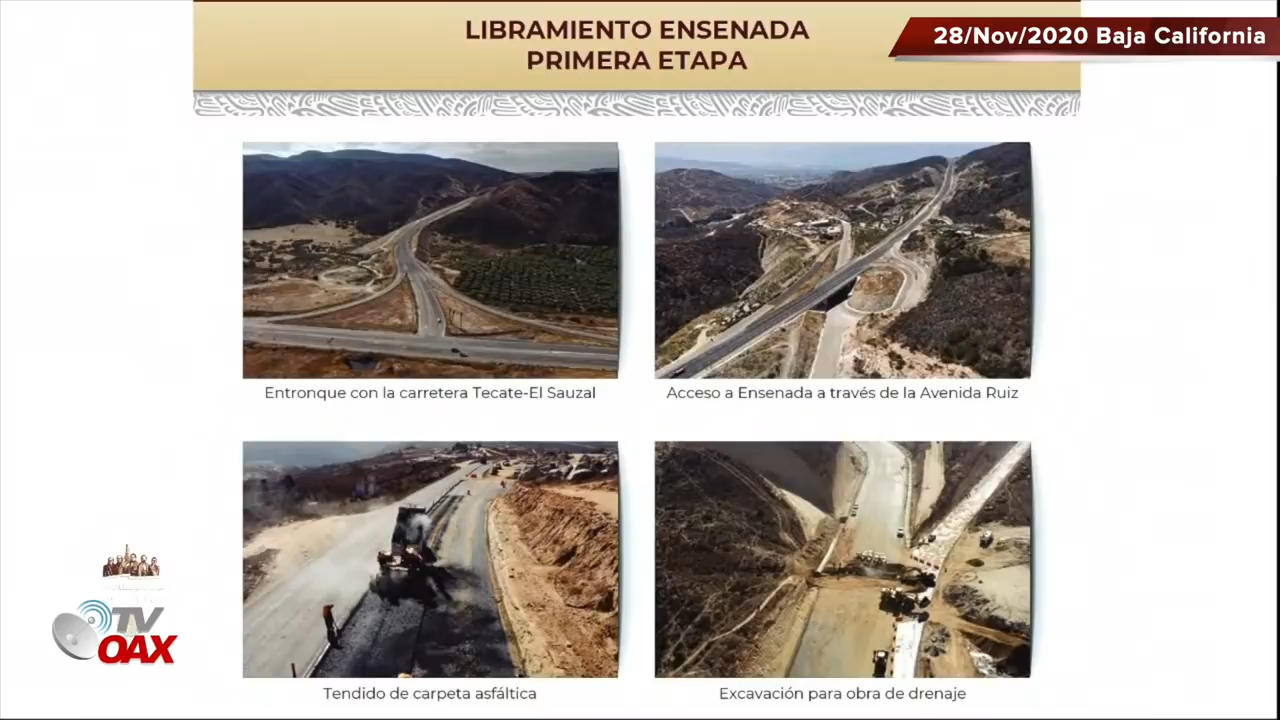 LIBRAMIENTO ENSENADA
PRIMERA ETAPA
28/Nov/2020 Baja California
Entronque con la carretera Tecate-El Sauzal
Acceso a Ensenada a través de la Avenida Ruiz
Tendido de carpeta asfáltica
Excavación para obra de drenaje
TV
OAX